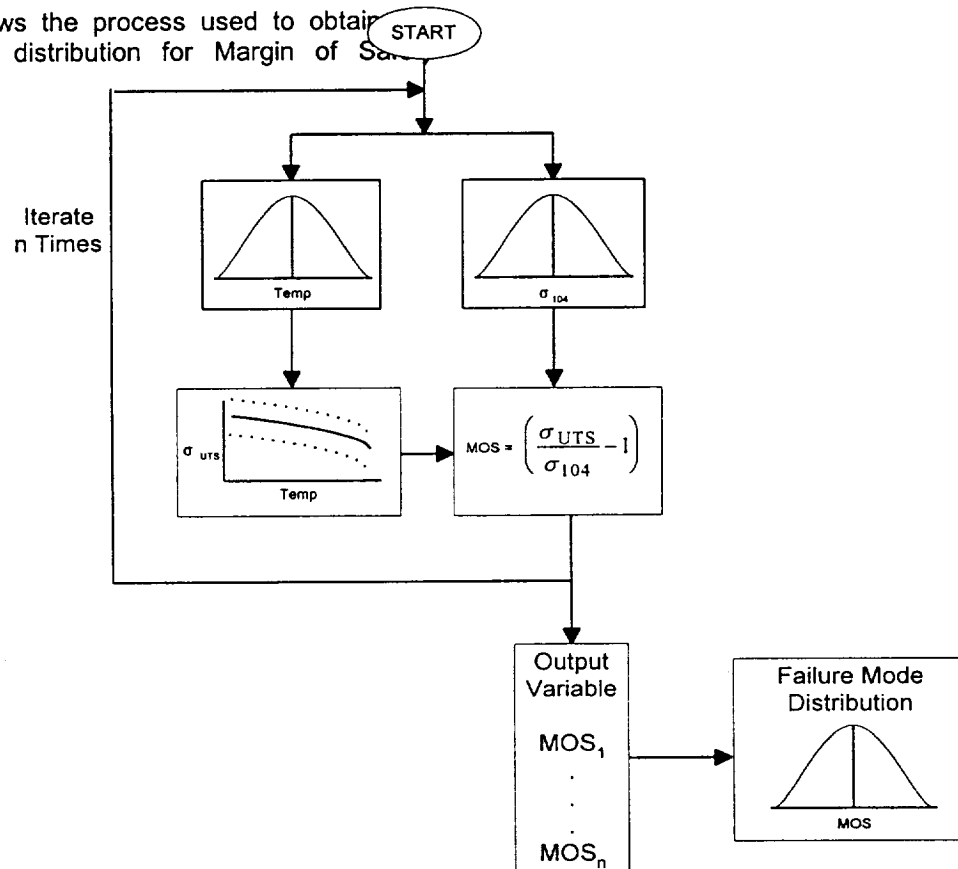 ws the process used to obtain
distribution for Margin of
START
Iterate
n Times
Temp
σ104
σ UTS
Temp
MOS = (σUTS/σ104 - 1)
Output
Variable
MOS1
.
.
.
MOSn
Failure Mode
Distribution
MOS